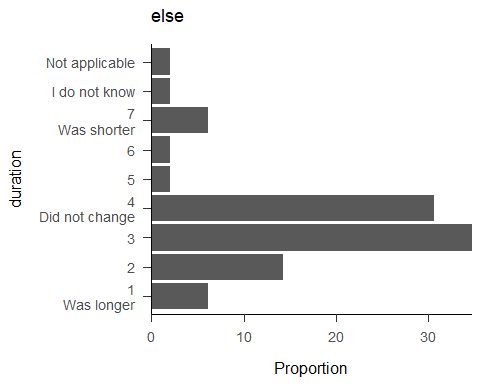 else
Not applicable
I do not know
7
Was shorter
6
5
4
Did not change
3
2
1
Was longer
duration
0
10
20
30
Proportion